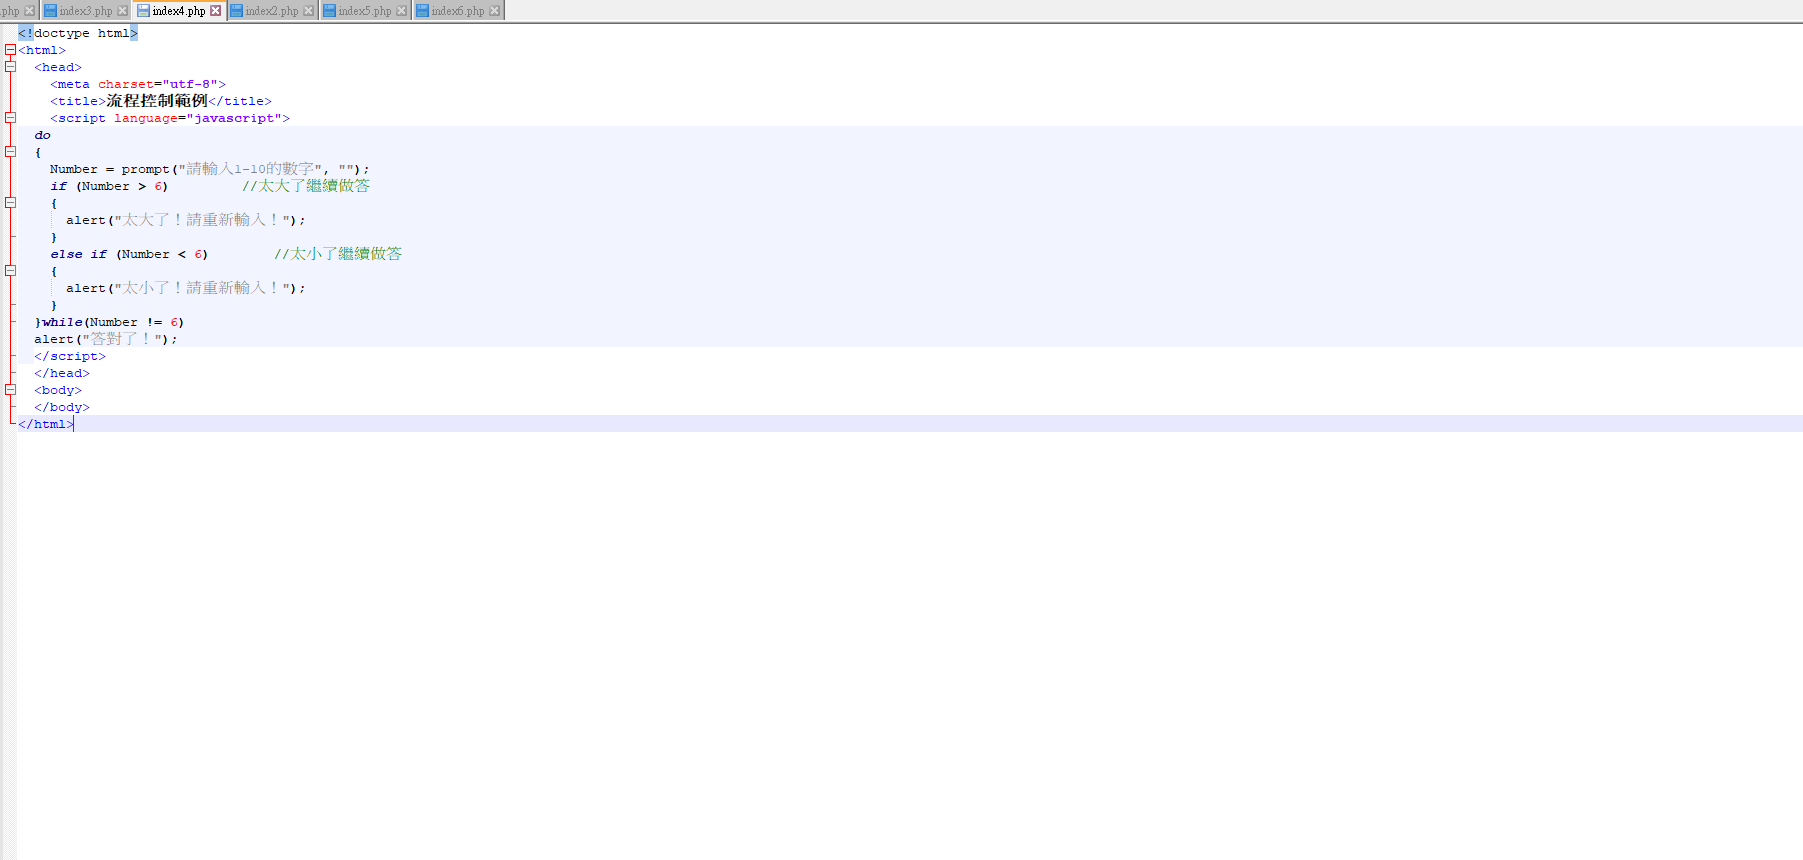 .php index3.php index4.php index2.php index5.php index6.php
<!doctype html>
<html>
<head>
<meta charset="utf-8">
<title>流程控制範例</title>
<script language="javascript">
do
{
Number = prompt("請輸入1-10的數字", "");
if (Number > 6) //太大了繼續做答
{
alert("太大了！請重新輸入！");
}
else if (Number < 6) //太小了繼續做答
{
alert("太小了！請重新輸入！");
}
}while(Number != 6)
alert("答對了！");
</script>
</head>
<body>
</body>
</html>